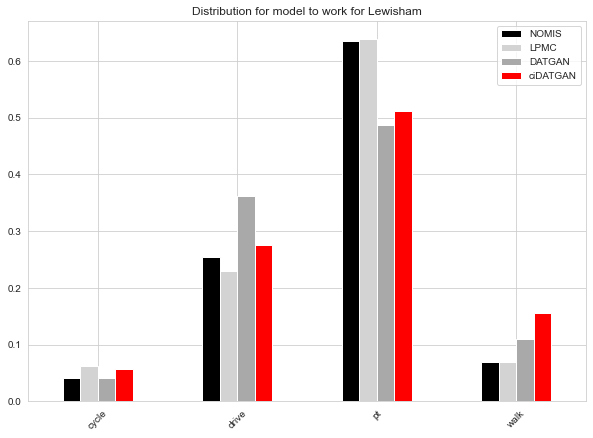 Distribution for model to work for Lewisham
NOMIS
LPMC
DATGAN
ciDATGAN
0.6
0.5
0.4
0.3
0.2
0.1
0.0
cycle
drive
pt
walk